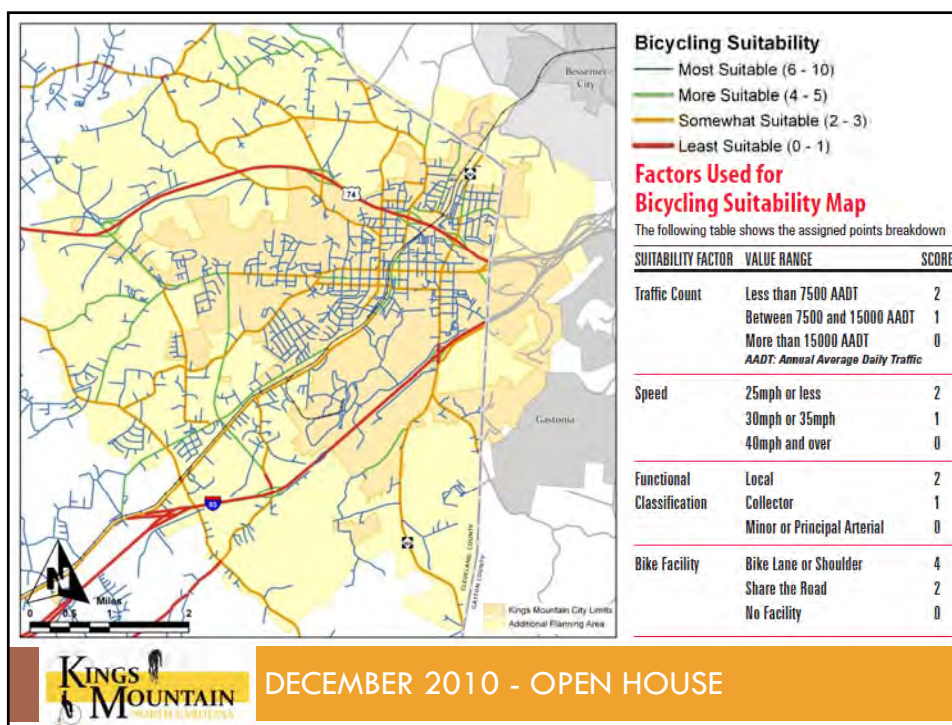 Bessemer
City
74
85
Gastonia
CLEVELAND COUNTY
GASTON COUNTY
N
Miles
0 0.5 1 2
Kings Mountain City Limits
Additional Planning Area
Bicycling Suitability
Most Suitable (6 - 10)
More Suitable (4 - 5)
Somewhat Suitable (2 - 3)
Least Suitable (0 - 1)
Factors Used for
Bicycling Suitability Map
The following table shows the assigned points breakdown
SUITABILITY FACTOR VALUE RANGE SCORE
Traffic Count Less than 7500 AADT 2
Between 7500 and 15000 AADT 1
More than 15000 AADT 0
AADT: Annual Average Daily Traffic
Speed 25mph or less 2
30mph or 35mph 1
40mph and over 0
Functional Local 2
Classification Collector 1
Minor or Principal Arterial 0
Bike Facility Bike Lane or Shoulder 4
Share the Road 2
No Facility 0
KINGS
MOUNTAIN
NORTH CAROLINA
DECEMBER 2010 - OPEN HOUSE